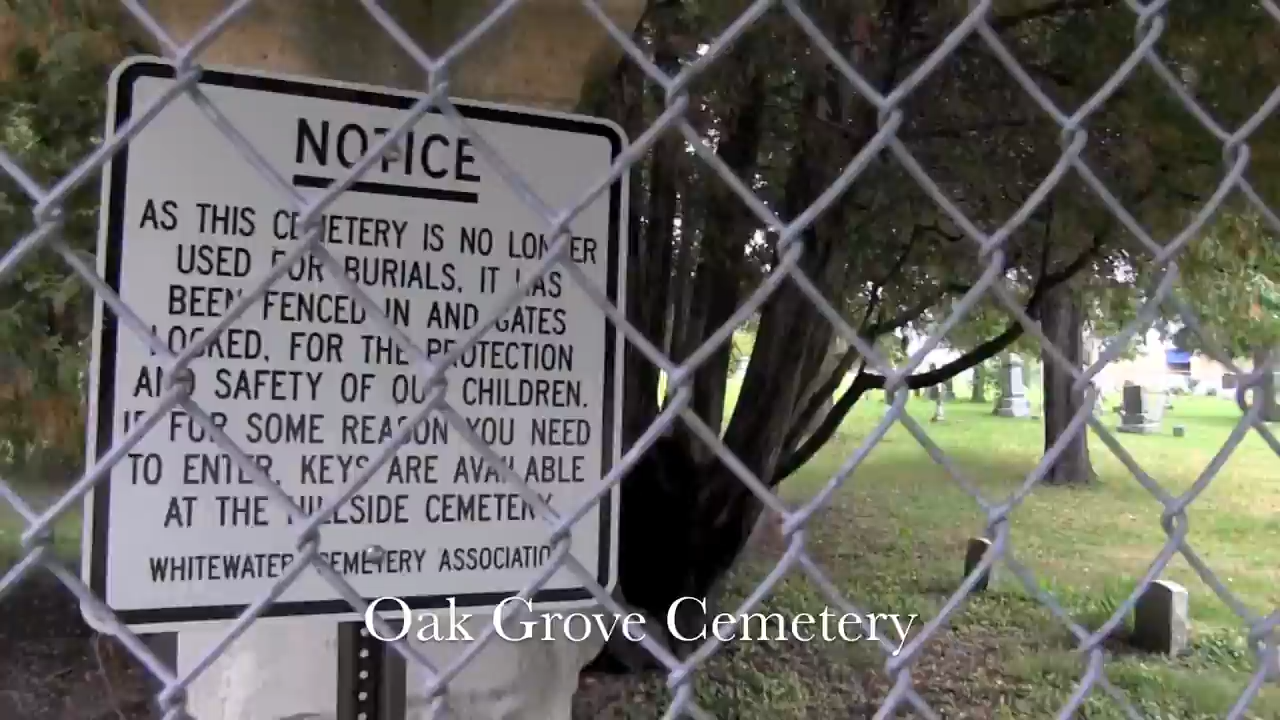 NOTICE
AS THIS CEMETERY IS NO LONGER
USED FOR BURIALS, IT HAS
BEEN FENCED IN AND GATES
LOCKED, FOR THE PROTECTION
AND SAFETY OF OUR CHILDREN.
IF FOR SOME REASON YOU NEED
TO ENTER, KEYS ARE AVAILABLE
AT THE HILLSIDE CEMETERY
WHITEWATER CEMETERY ASSOCIATION
Oak Grove Cemetery